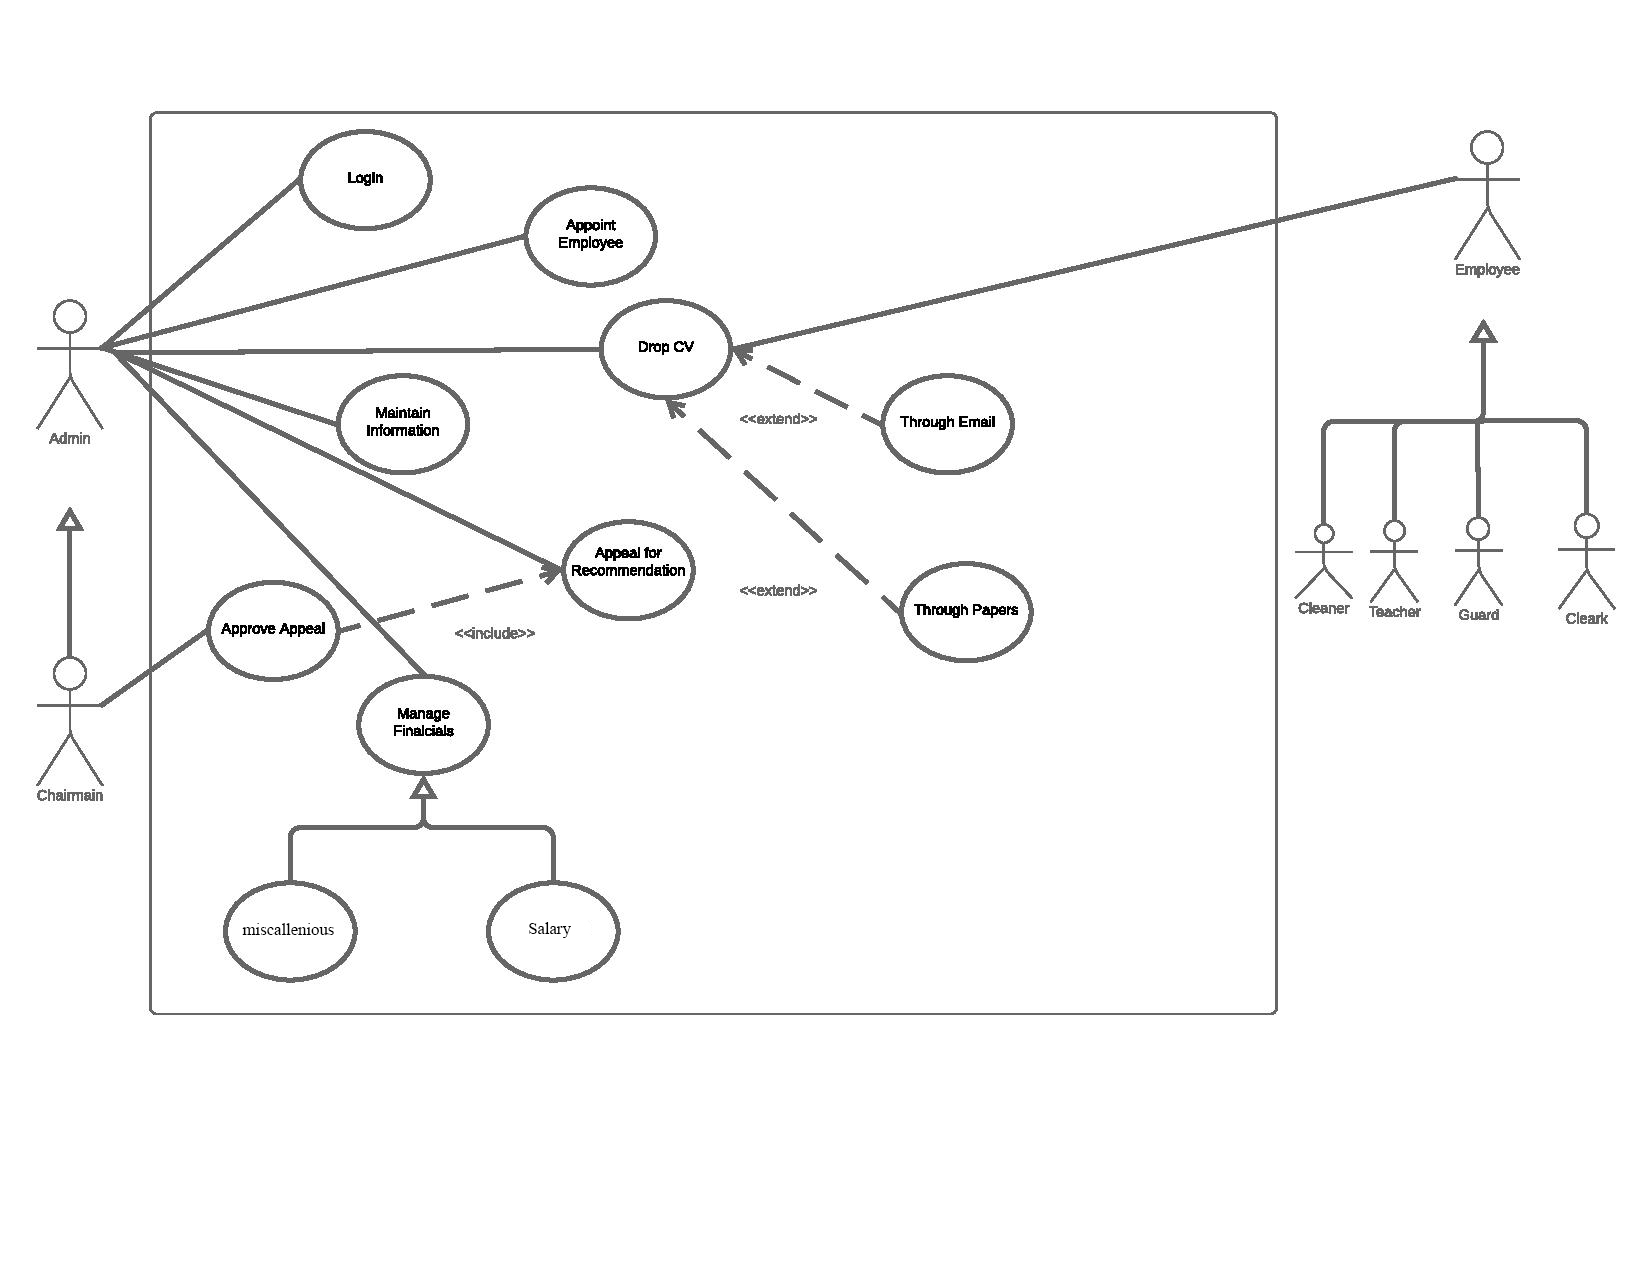 Login
Appoint
Employee
Employee
Drop CV
Maintain
Information
<<extend>>
Through Email
Admin
Appeal for
Recommendation
<<extend>>
Through Papers
Cleaner
Teacher
Guard
Cleark
Approve Appeal
<<include>>
Manage
Finalcials
Chairmain
miscallenious
Salary